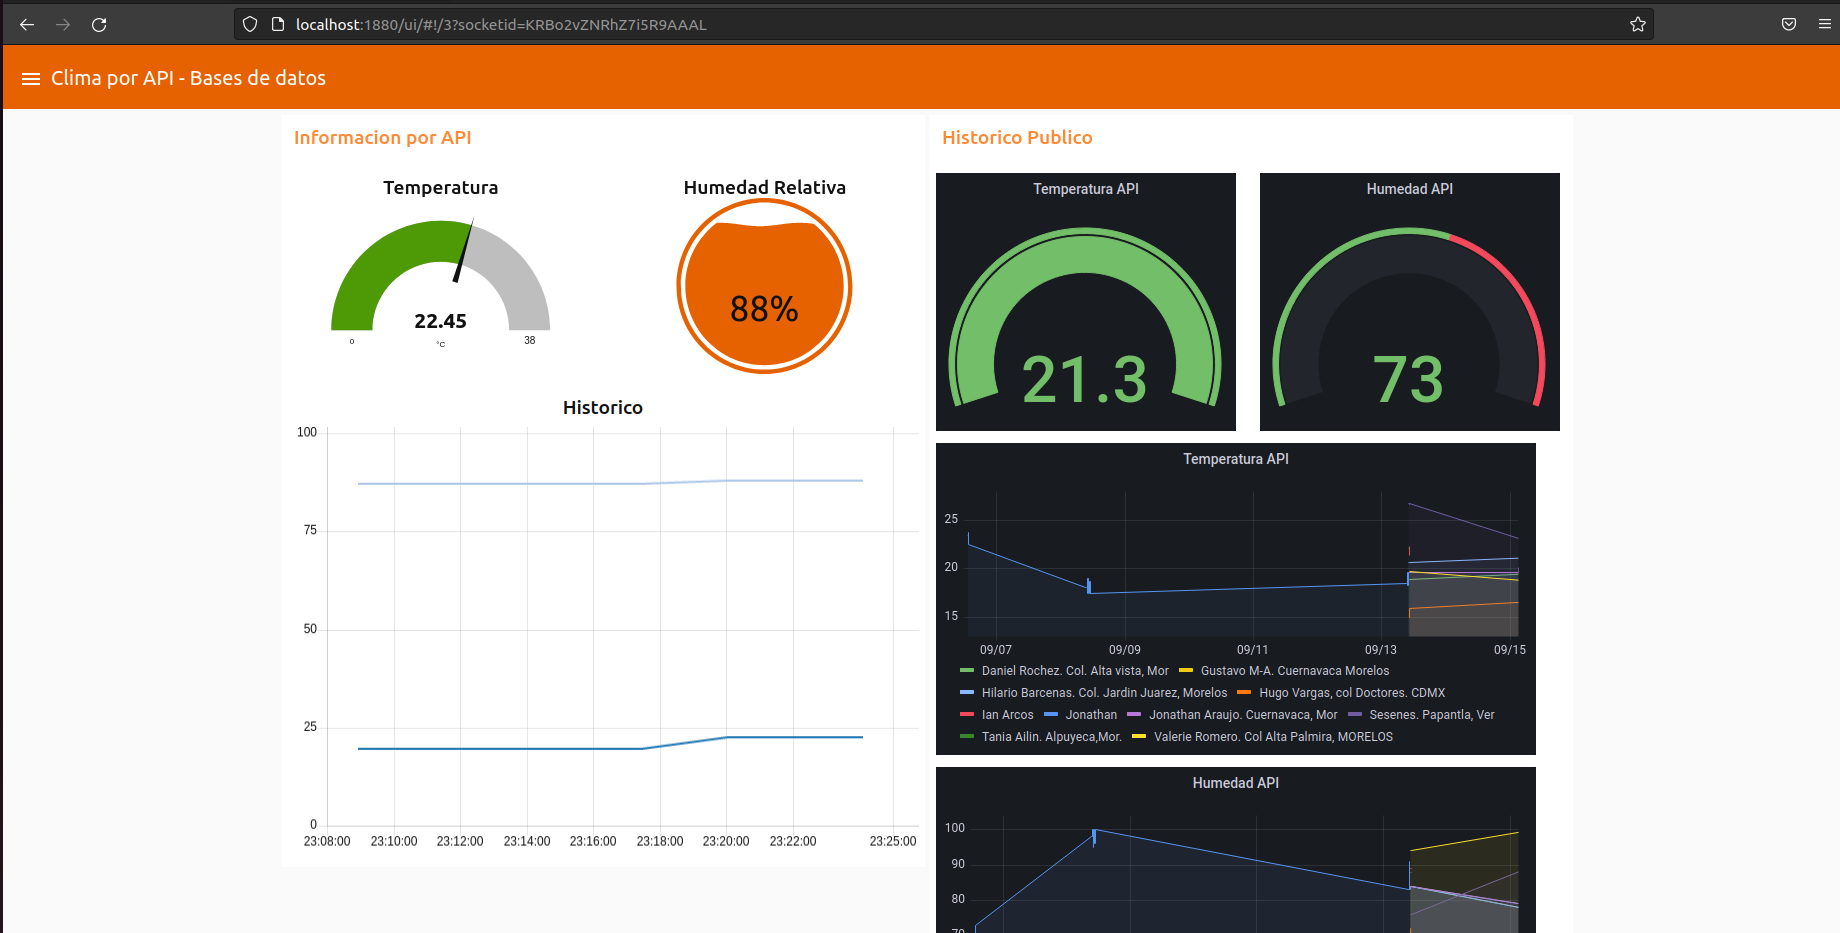 localhost:1880/ui/#!/3?socketid=KRBo2vZNRhZ7i5R9AAAL
Clima por API - Bases de datos
Informacion por API
Temperatura
22.45
0
°C
38
Humedad Relativa
88%
Historico
100
75
50
25
0
23:08:00 23:10:00 23:12:00 23:14:00 23:16:00 23:18:00 23:20:00 23:22:00 23:25:00
Historico Publico
Temperatura API
21.3
Humedad API
73
Temperatura API
25
20
15
09/07 09/09 09/11 09/13 09/15
Daniel Rochez. Col. Alta vista, Mor Gustavo M-A. Cuernavaca Morelos
Hilario Barcenas. Col. Jardin Juarez, Morelos Hugo Vargas, col Doctores. CDMX
Ian Arcos Jonathan Jonathan Araujo. Cuernavaca, Mor Sesenes. Papantla, Ver
Tania Ailin. Alpuyeca,Mor. Valerie Romero. Col Alta Palmira, MORELOS
Humedad API
100
90
80
70